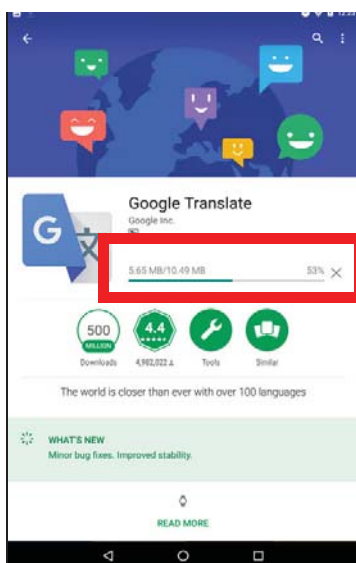 Google Translate
Google Inc.
G
5.65 MB/10.49 MB 53%
500
MILLION
4.4
Downloads
4,982,022
Tools
Similar
The world is closer than ever with over 100 languages
WHAT'S NEW
Minor bug fixes. Improved stability.
READ MORE